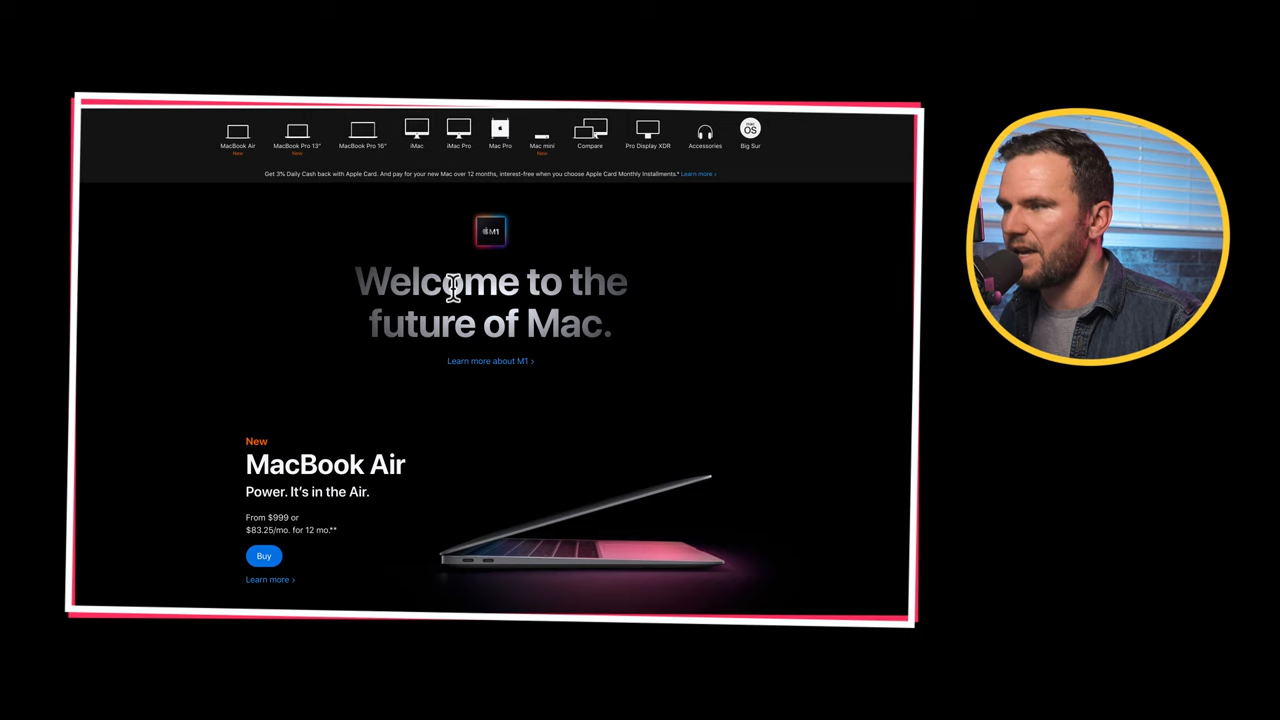 MacBook Air
New
MacBook Pro 13"
New
MacBook Pro 16"
iMac
iMac Pro
Mac Pro
Mac mini
New
Compare
Pro Display XDR
Accessories
mac
OS
Big Sur
Get 3% Daily Cash back with Apple Card. And pay for your new Mac over 12 months, interest-free when you choose Apple Card Monthly Installments.* Learn more >
M1
Welcome to the
future of Mac.
Learn more about M1 >
New
MacBook Air
Power. It's in the Air.
From $999 or
$83.25/mo. for 12 mo.**
Buy
Learn more >